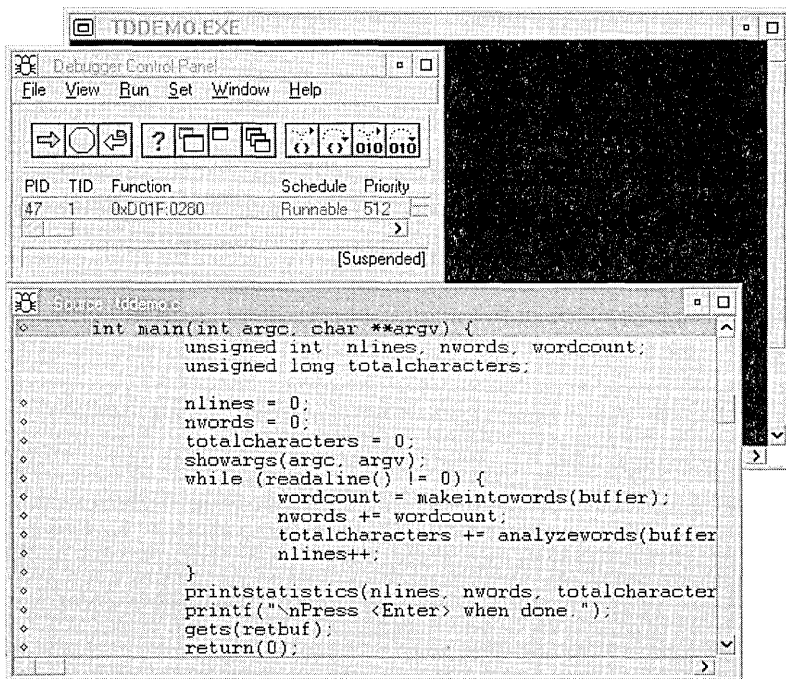 TDDEMO.EXE
Debugger Control Panel
File View Run Set Window Help
? 010 010
PID TID Function Schedule Priority
47 1 0xD01F:0280 Runnable 512
[Suspended]
Source: tddemo.c
int main(int argc, char **argv) {
unsigned int nlines, nwords, wordcount;
unsigned long totalcharacters;
nlines = 0;
nwords = 0;
totalcharacters = 0;
showargs(argc, argv);
while (readaline() != 0) {
wordcount = makeintowords(buffer);
nwords += wordcount;
totalcharacters += analyzewords(buffer
nlines++;
}
printstatistics(nlines, nwords, totalcharacter
printf("\nPress <Enter> when done.");
gets(retbuf);
return(0);